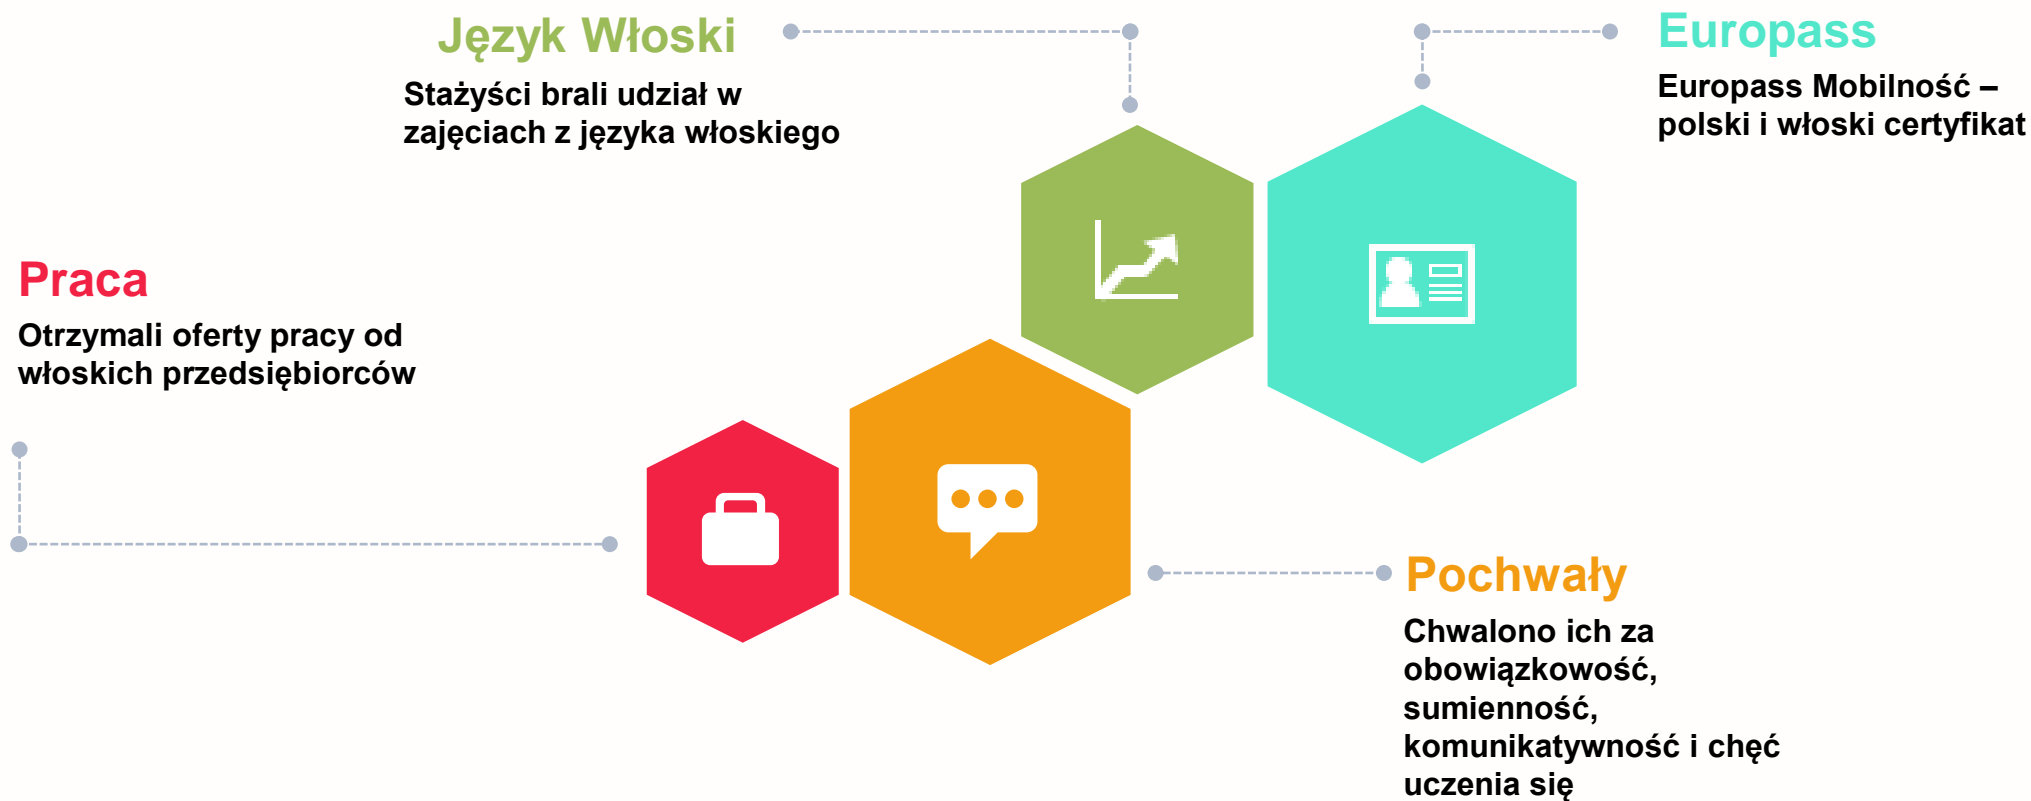 Język Włoski
Stażyści brali udział w
zajęciach z języka włoskiego
Europass
Europass Mobilność –
polski i włoski certyfikat
Praca
Otrzymali oferty pracy od
włoskich przedsiębiorców
Pochwały
Chwalono ich za
obowiązkowość,
sumienność,
komunikatywność i chęć
uczenia się